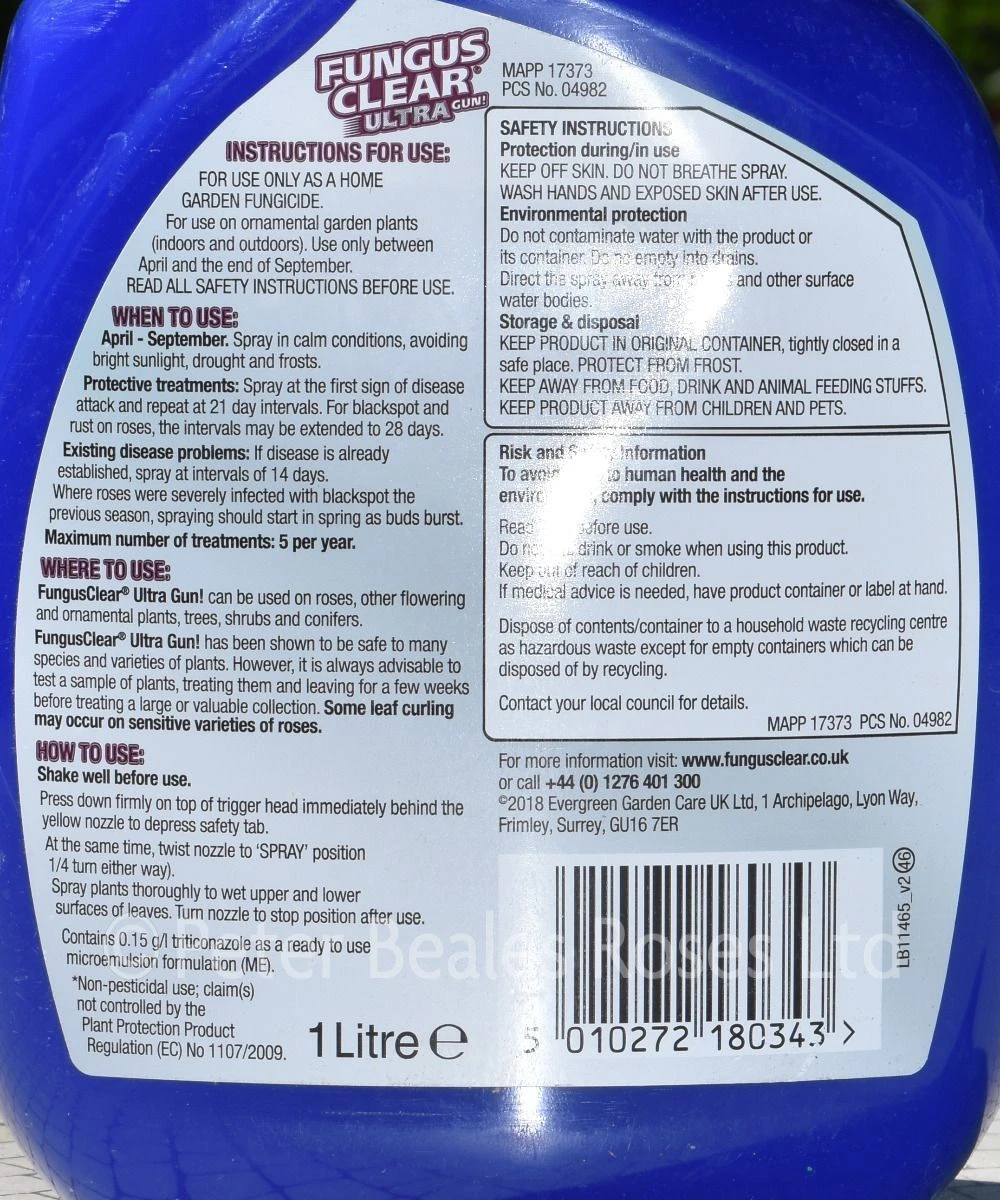 FUNGUS
CLEAR®
ULTRA GUN!
INSTRUCTIONS FOR USE:
FOR USE ONLY AS A HOME
GARDEN FUNGICIDE.
For use on ornamental garden plants
(indoors and outdoors). Use only between
April and the end of September.
READ ALL SAFETY INSTRUCTIONS BEFORE USE.
WHEN TO USE:
April - September. Spray in calm conditions, avoiding
bright sunlight, drought and frosts.
Protective treatments: Spray at the first sign of disease
attack and repeat at 21 day intervals. For blackspot and
rust on roses, the intervals may be extended to 28 days.
Existing disease problems: If disease is already
established, spray at intervals of 14 days.
Where roses were severely infected with blackspot the
previous season, spraying should start in spring as buds burst.
Maximum number of treatments: 5 per year.
WHERE TO USE:
FungusClear® Ultra Gun! can be used on roses, other flowering
and ornamental plants, trees, shrubs and conifers.
FungusClear® Ultra Gun! has been shown to be safe to many
species and varieties of plants. However, it is always advisable to
test a sample of plants, treating them and leaving for a few weeks
before treating a large or valuable collection. Some leaf curling
may occur on sensitive varieties of roses.
HOW TO USE:
Shake well before use.
Press down firmly on top of trigger head immediately behind the
yellow nozzle to depress safety tab.
At the same time, twist nozzle to ‘SPRAY’ position
1/4 turn either way).
Spray plants thoroughly to wet upper and lower
surfaces of leaves. Turn nozzle to stop position after use.
Contains 0.15 g/l triticonazole as a ready to use
microemulsion formulation (ME).
*Non-pesticidal use; claim(s)
not controlled by the
Plant Protection Product
Regulation (EC) No 1107/2009.
1 Litre e
MAPP 17373
PCS No. 04982
SAFETY INSTRUCTIONS
Protection during/in use
KEEP OFF SKIN. DO NOT BREATHE SPRAY.
WASH HANDS AND EXPOSED SKIN AFTER USE.
Environmental protection
Do not contaminate water with the product or
its container. Do no empty into drains.
Direct the spray away from and other surface
water bodies.
Storage & disposal
KEEP PRODUCT IN ORIGINAL CONTAINER, tightly closed in a
safe place. PROTECT FROM FROST.
KEEP AWAY FROM FOOD, DRINK AND ANIMAL FEEDING STUFFS.
KEEP PRODUCT AWAY FROM CHILDREN AND PETS.
Risk and Information
To to human health and the
comply with the instructions for use.
Read before use.
Do drink or smoke when using this product.
Keep out of reach of children.
If medical advice is needed, have product container or label at hand.
Dispose of contents/container to a household waste recycling centre
as hazardous waste except for empty containers which can be
disposed of by recycling.
Contact your local council for details.
MAPP 17373 PCS No. 04982
For more information visit: www.fungusclear.co.uk
or call +44 (0) 1276 401 300
©2018 Evergreen Garden Care UK Ltd, 1 Archipelago, Lyon Way,
Frimley, Surrey, GU16 7ER
LB11465_v2 46
© Peter Beales Roses Ltd
5 010272 180343 >